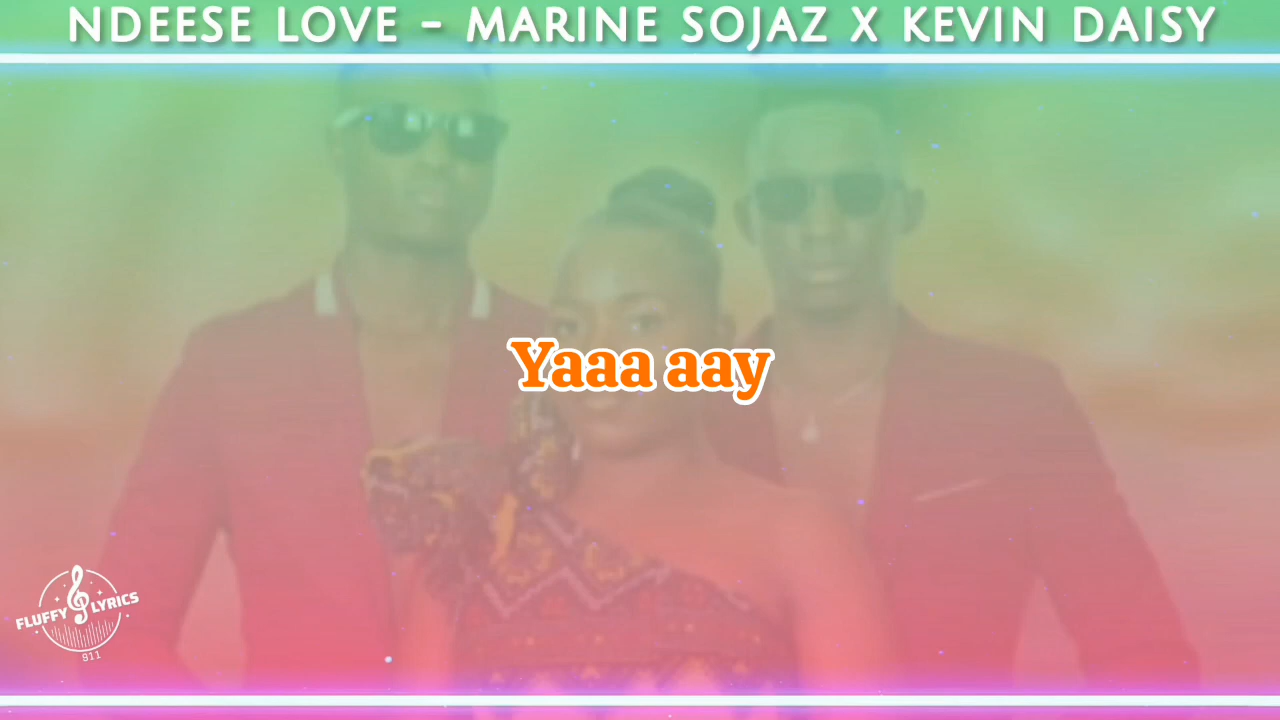 NDEESE LOVE - MARINE SOJAZ X KEVIN DAISY
Yaaa aay
FLUFFY LYRICS
911